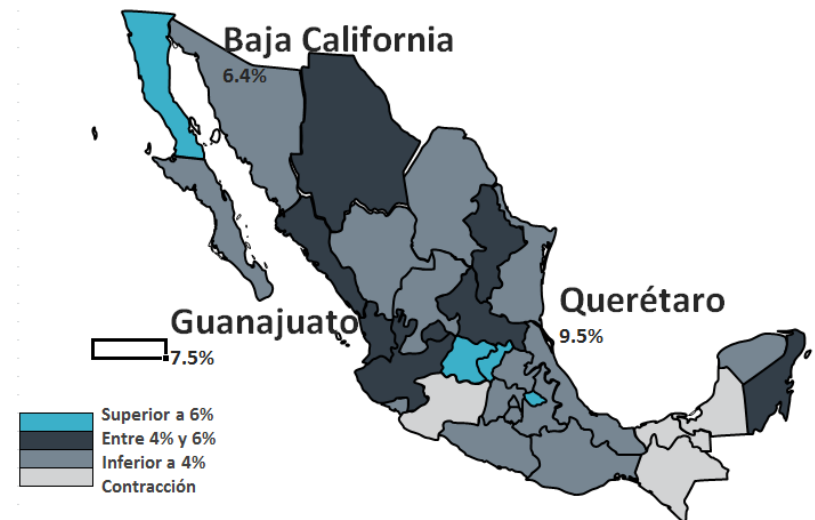 Baja California
6.4%
Querétaro
9.5%
Guanajuato
7.5%
Superior a 6%
Entre 4% y 6%
Inferior a 4%
Contracción